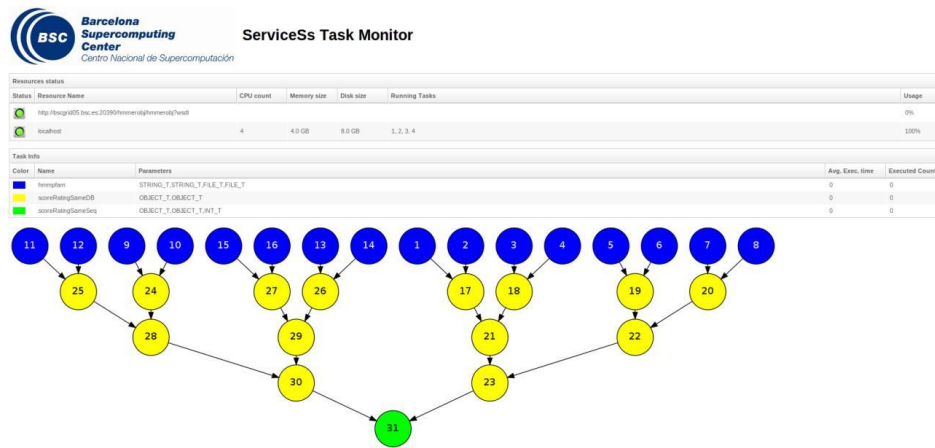 BSC
Barcelona
Supercomputing
Center
Centro Nacional de Supercomputación
ServiceSs Task Monitor
Resources status
Status Resource Name CPU count Memory size Disk size Running Tasks Usage
http://bscgrid05.bsc.es:20390/hmmerobj/hmmerobj?wsdl 0%
localhost 4 4.0 GB 8.0 GB 1, 2, 3, 4 100%
Task Info
Color Name Parameters Avg. Exec. time Executed Count
hmmpfam STRING_T,STRING_T,FILE_T,FILE_T 0 0
scoreRatingSameDB OBJECT_T,OBJECT_T 0 0
scoreRatingSameSeq OBJECT_T,OBJECT_T,INT_T 0 0
11 12 9 10 15 16 13 14 1 2 3 4 5 6 7 8
25 24 27 26 17 18 19 20
28 29 21 22
30 23
31